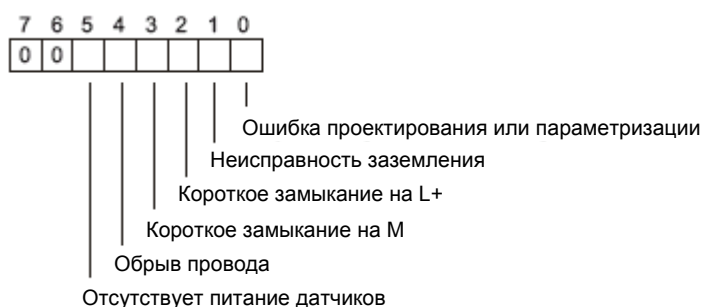 7 6 5 4 3 2 1 0
0 0
Ошибка проектирования или параметризации
Неисправность заземления
Короткое замыкание на L+
Короткое замыкание на M
Обрыв провода
Отсутствует питание датчиков